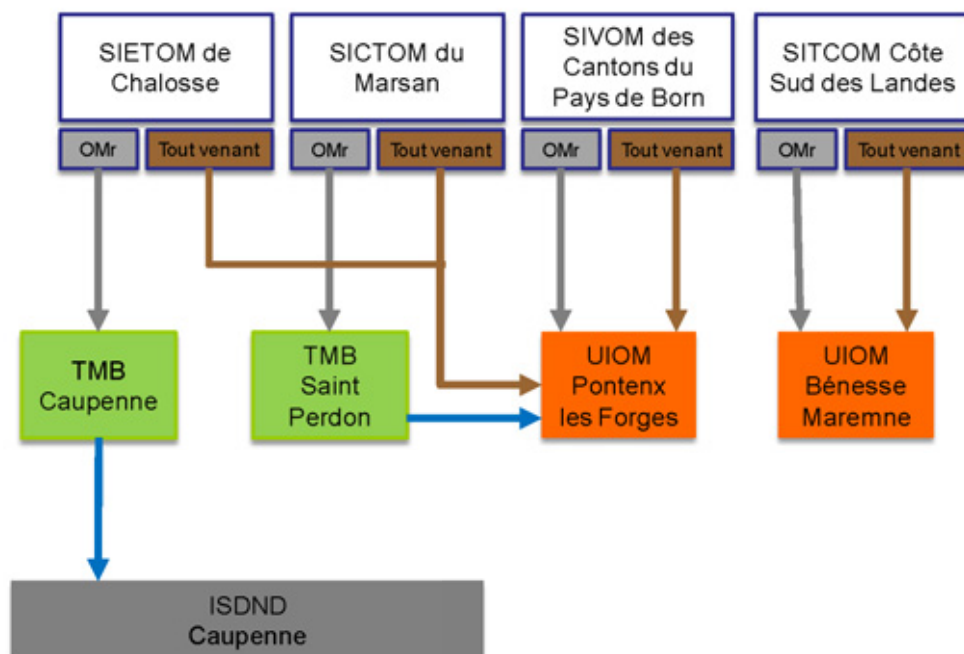 SIETOM de
Chalosse
SICTOM du
Marsan
SIVOM des
Cantons du
Pays de Born
SITCOM Côte
Sud des Landes
OMr
Tout venant
OMr
Tout venant
OMr
Tout venant
OMr
Tout venant
TMB
Caupenne
TMB
Saint
Perdon
UIOM
Pontenx
les Forges
UIOM
Bénesse
Maremne
ISDND
Caupenne